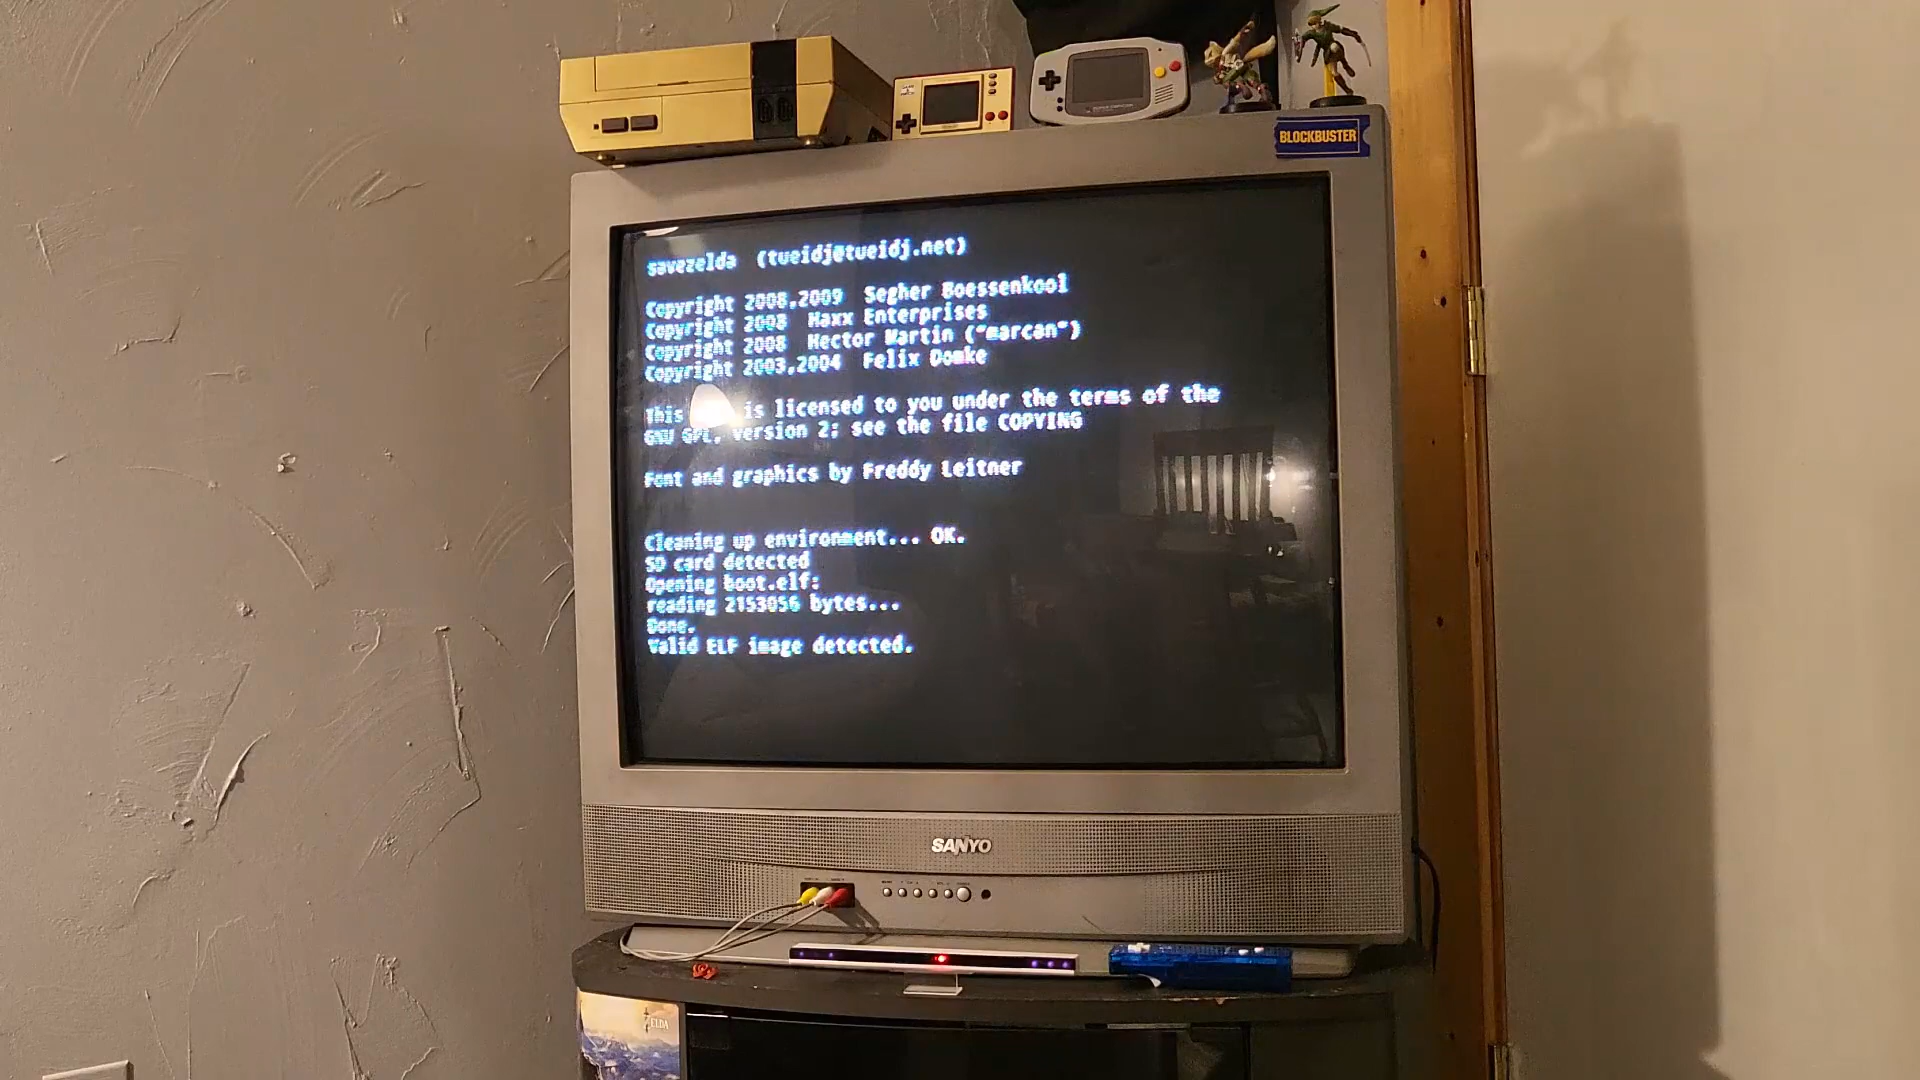 BLOCKBUSTER
savezelda (tueidj@tueidj.net)
Copyright 2008,2009 Segher Boessenkool
Copyright 2008 Haxx Enterprises
Copyright 2008 Hector Martin ("marcan")
Copyright 2003,2004 Felix Domke
This is licensed to you under the terms of the
GNU GPL, version 2; see the file COPYING
Font and graphics by Freddy Leitner
Cleaning up environment... OK.
SD card detected
Opening boot.elf:
reading 2153056 bytes...
Done.
Valid ELF image detected.
SANYO
ZELDA